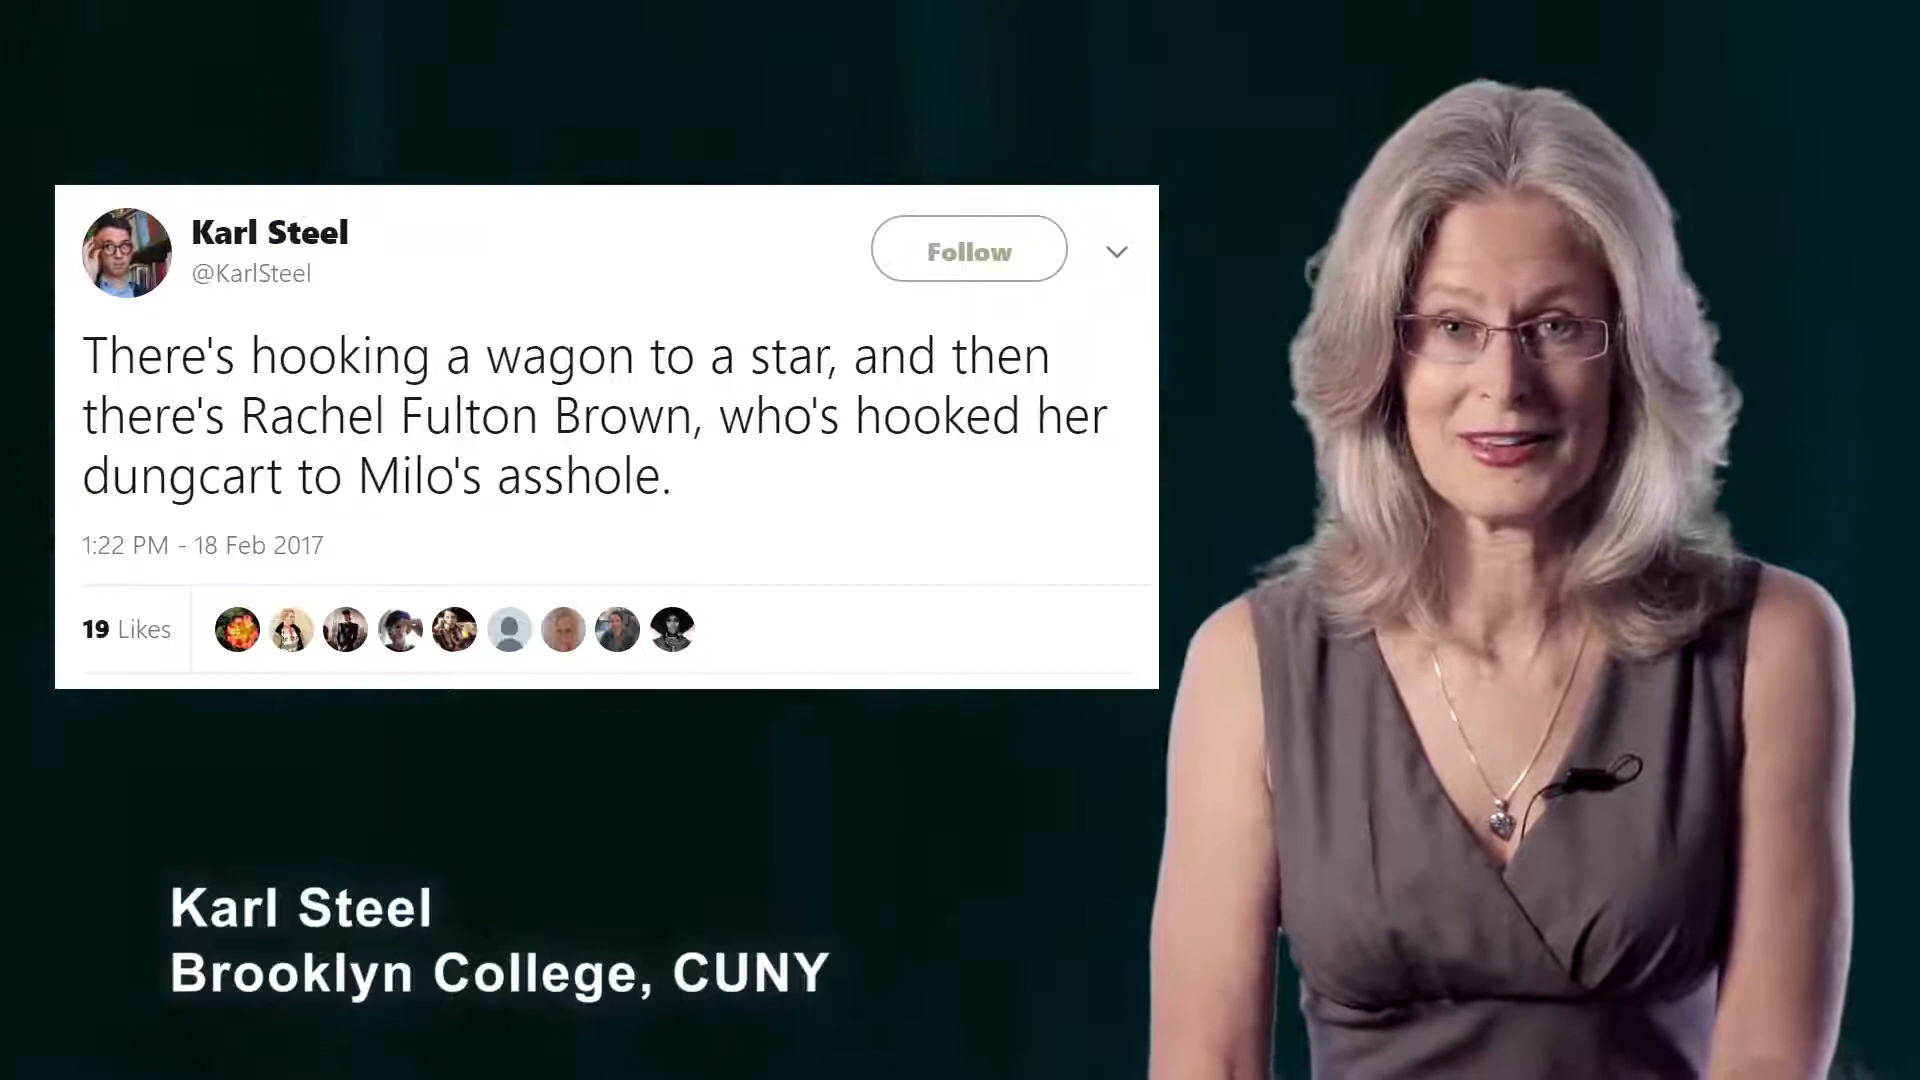 Karl Steel
@KarlSteel
Follow
There's hooking a wagon to a star, and then
there's Rachel Fulton Brown, who's hooked her
dungcart to Milo's asshole.
1:22 PM - 18 Feb 2017
19 Likes
Karl Steel
Brooklyn College, CUNY